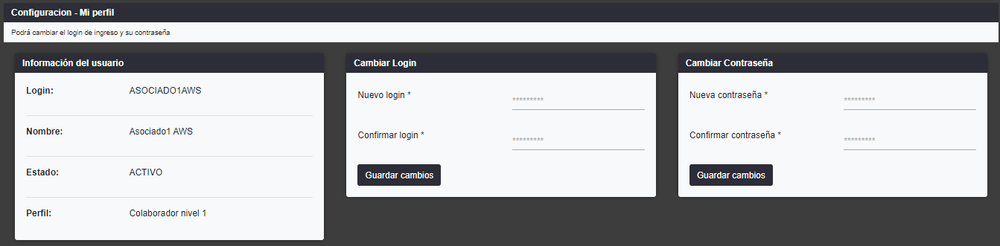 Configuracion - Mi perfil
Podrá cambiar el login de ingreso y su contraseña
Información del usuario
Login: ASOCIADO1AWS
Nombre: Asociado1 AWS
Estado: ACTIVO
Perfil: Colaborador nivel 1
Cambiar Login
Nuevo login * *********
Confirmar login * *********
Guardar cambios
Cambiar Contraseña
Nueva contraseña * *********
Confirmar contraseña * *********
Guardar cambios